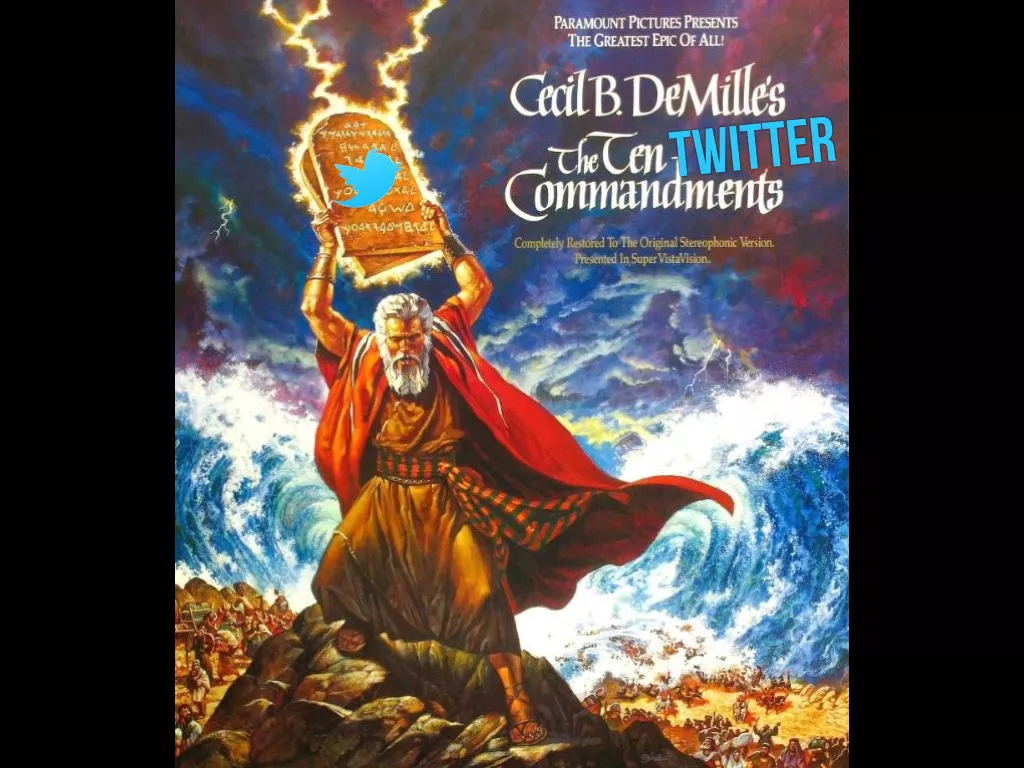 PARAMOUNT PICTURES PRESENTS
THE GREATEST EPIC OF ALL!
Cecil B. DeMille's
The Ten TWITTER
Commandments
Completely Restored To The Original Stereophonic Version.
Presented In Super VistaVision.